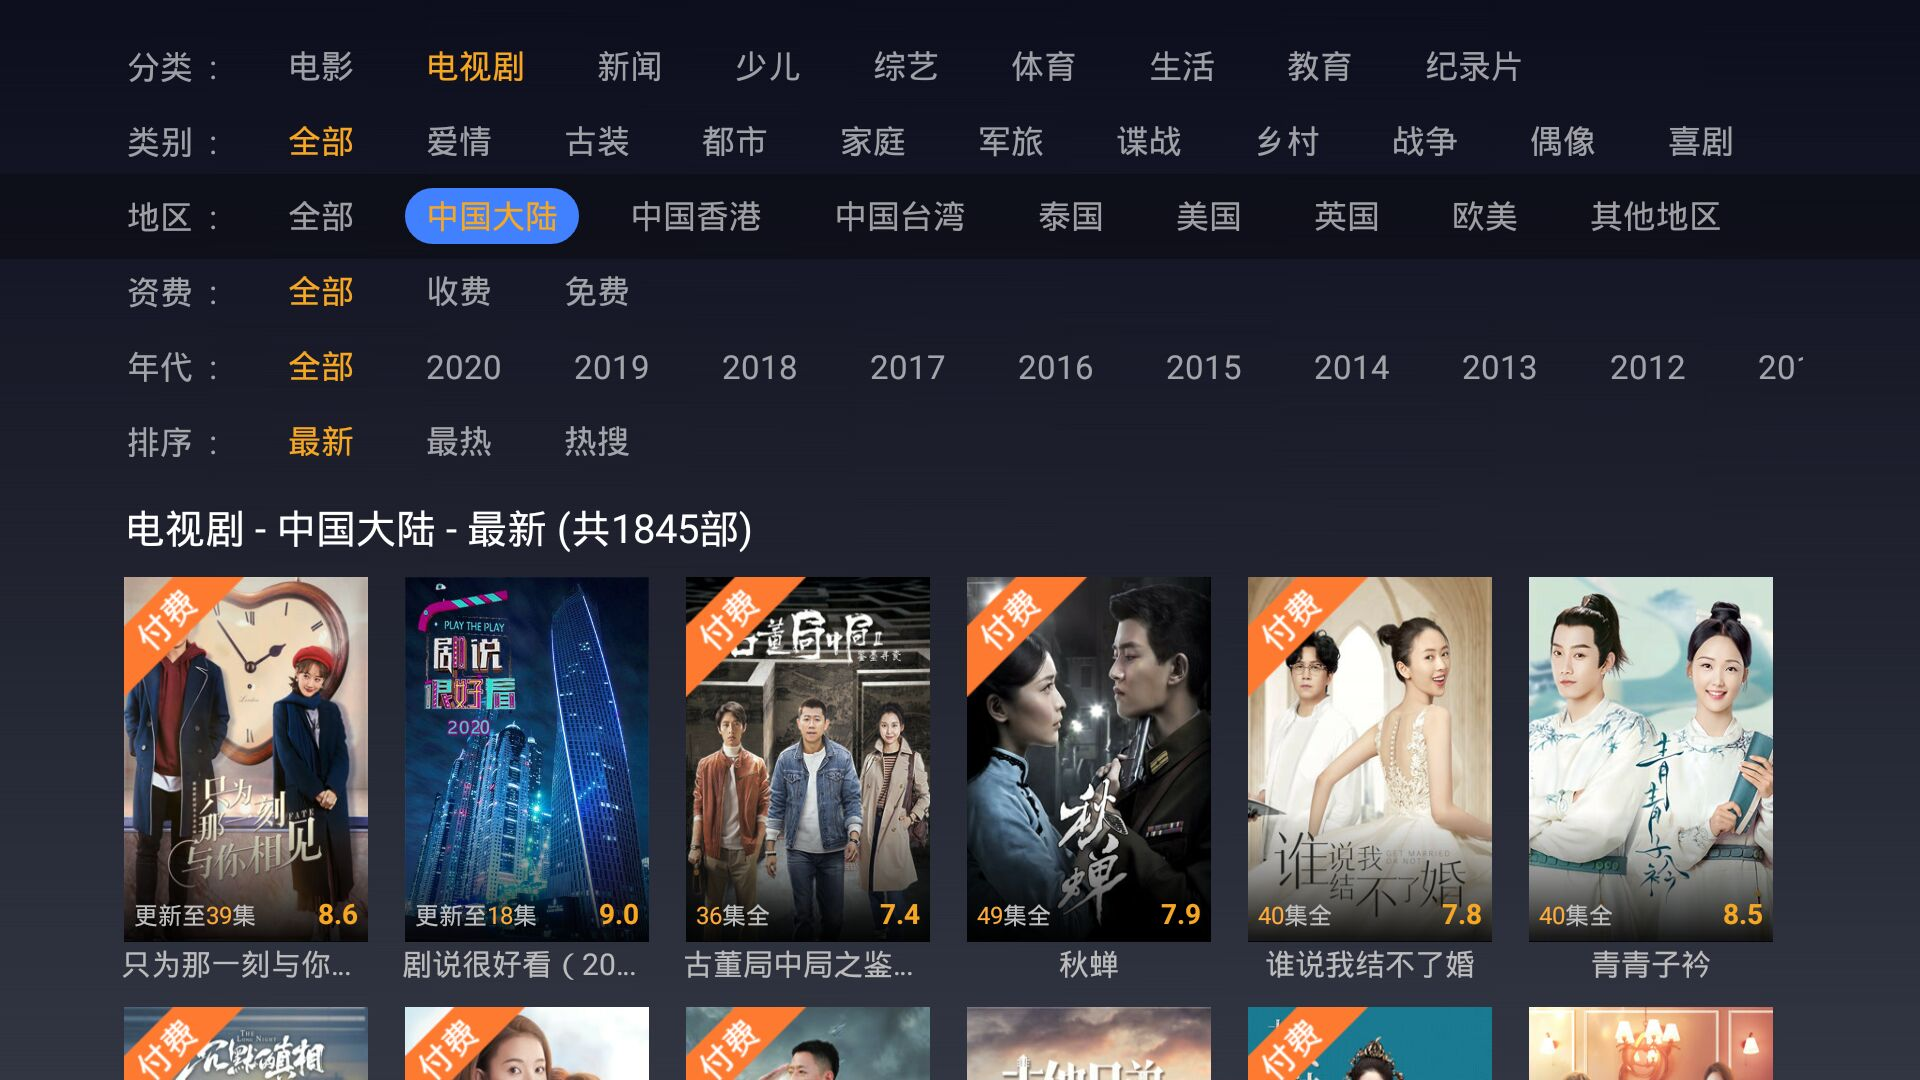 分类： 电影 电视剧 新闻 少儿 综艺 体育 生活 教育 纪录片
类别： 全部 爱情 古装 都市 家庭 军旅 谍战 乡村 战争 偶像 喜剧
地区： 全部 中国大陆 中国香港 中国台湾 泰国 美国 英国 欧美 其他地区
资费： 全部 收费 免费
年代： 全部 2020 2019 2018 2017 2016 2015 2014 2013 2012
排序： 最新 最热 热搜
电视剧 - 中国大陆 - 最新 (共1845部)
付费
只为
那一刻
FATE
与你相见
更新至39集 8.6
只为那一刻与你...
PLAY THE PLAY
剧说
很好看
2020
更新至18集 9.0
剧说很好看（20...
付费
古董局中局II
36集全 7.4
古董局中局之鉴...
付费
秋蝉
49集全 7.9
秋蝉
付费
谁说我
GET MARRIED
OR NOT
结不了婚
40集全 7.8
谁说我结不了婚
青青子衿
40集全 8.5
青青子衿
付费
THE
LONG NIGHT
沉默的真相
付费
付费
付费